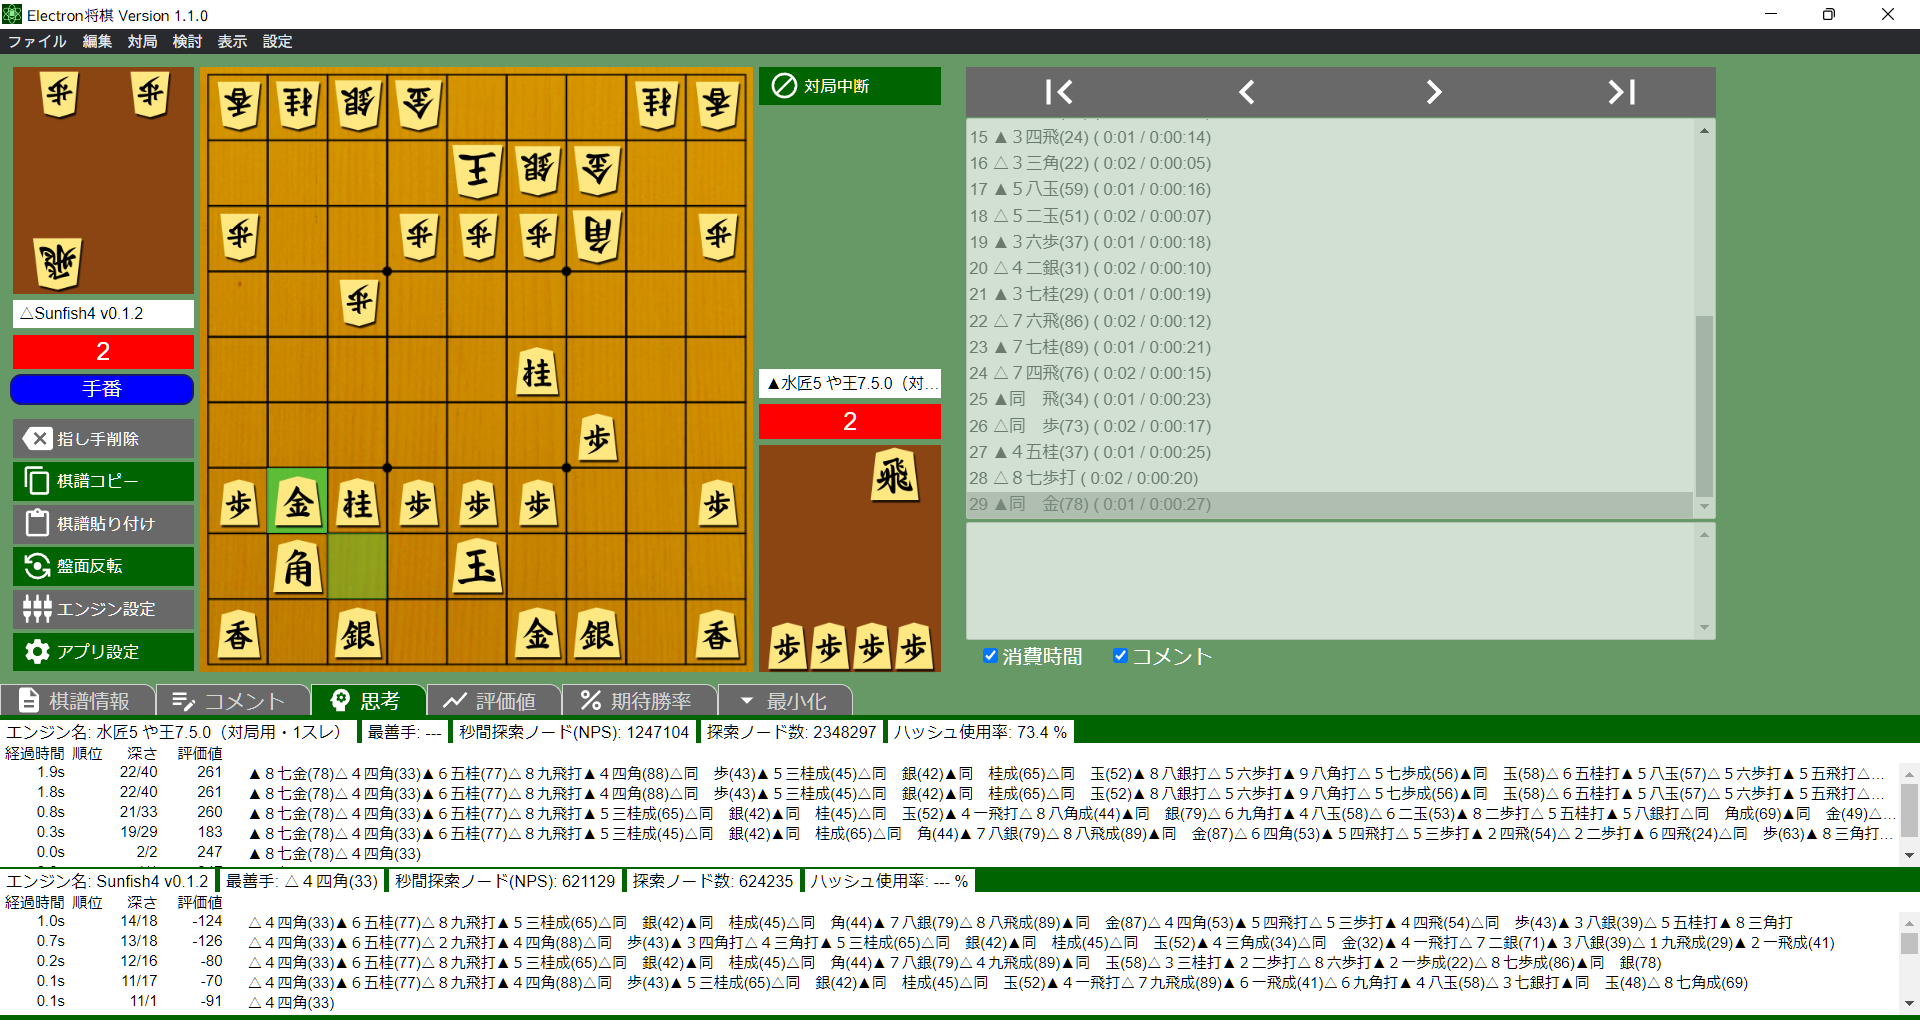 Electron将棋 Version 1.1.0
ファイル 編集 対局 検討 表示 設定
歩 歩
飛
△Sunfish4 v0.1.2
2
手番
指し手削除
棋譜コピー
棋譜貼り付け
盤面反転
エンジン設定
アプリ設定
香 桂 銀 金 桂 香
王 銀 金
歩 歩 歩 歩 角 歩
歩
桂
歩
歩 金 桂 歩 歩 歩 歩
角 玉
香 銀 金 銀 香
対局中断
▲水匠5 や王7.5.0（対…
2
飛
歩 歩 歩 歩
15 ▲３四飛(24) ( 0:01 / 0:00:14)
16 △３三角(22) ( 0:02 / 0:00:05)
17 ▲５八玉(59) ( 0:01 / 0:00:16)
18 △５二玉(51) ( 0:02 / 0:00:07)
19 ▲３六歩(37) ( 0:01 / 0:00:18)
20 △４二銀(31) ( 0:02 / 0:00:10)
21 ▲３七桂(29) ( 0:01 / 0:00:19)
22 △７六飛(86) ( 0:02 / 0:00:12)
23 ▲７七桂(89) ( 0:01 / 0:00:21)
24 △７四飛(76) ( 0:02 / 0:00:15)
25 ▲同　飛(34) ( 0:01 / 0:00:23)
26 △同　歩(73) ( 0:02 / 0:00:17)
27 ▲４五桂(37) ( 0:01 / 0:00:25)
28 △８七歩打 ( 0:02 / 0:00:20)
29 ▲同　金(78) ( 0:01 / 0:00:27)
消費時間 コメント
棋譜情報 コメント 思考 評価値 期待勝率 最小化
エンジン名: 水匠5 や王7.5.0（対局用・1スレ） 最善手: --- 秒間探索ノード(NPS): 1247104 探索ノード数: 2348297 ハッシュ使用率: 73.4 %
経過時間 順位 深さ 評価値
1.9s 22/40 261 ▲８七金(78)△４四角(33)▲６五桂(77)△８九飛打▲４四角(88)△同　歩(43)▲５三桂成(45)△同　銀(42)▲同　桂成(65)△同　玉(52)▲８八銀打△５六歩打▲９八角打△５七歩成(56)▲同　玉(58)△６五桂打▲５八玉(57)△５六歩打▲５五飛打△…
1.8s 22/40 261 ▲８七金(78)△４四角(33)▲６五桂(77)△８九飛打▲４四角(88)△同　歩(43)▲５三桂成(45)△同　銀(42)▲同　桂成(65)△同　玉(52)▲８八銀打△５六歩打▲９八角打△５七歩成(56)▲同　玉(58)△６五桂打▲５八玉(57)△５六歩打▲５五飛打△…
0.8s 21/33 260 ▲８七金(78)△４四角(33)▲６五桂(77)△８九飛打▲５三桂成(65)△同　銀(42)▲同　桂(45)△同　玉(52)▲４一飛打△８八角成(44)▲同　銀(79)△６九角打▲４八玉(58)△６二玉(53)▲８二歩打△５五桂打▲５八銀打△同　角成(69)▲同　金(49)△…
0.3s 19/29 183 ▲８七金(78)△４四角(33)▲６五桂(77)△８九飛打▲５三桂成(45)△同　銀(42)▲同　桂成(65)△同　角(44)▲７八銀(79)△８八飛成(89)▲同　金(87)△６四角(53)▲５四飛打△５三歩打▲２四飛(54)△２二歩打▲６四飛(24)△同　歩(63)▲８三角打…
0.0s 2/2 247 ▲８七金(78)△４四角(33)
エンジン名: Sunfish4 v0.1.2 最善手: △４四角(33) 秒間探索ノード(NPS): 621129 探索ノード数: 624235 ハッシュ使用率: --- %
経過時間 順位 深さ 評価値
1.0s 14/18 -124 △４四角(33)▲６五桂(77)△８九飛打▲５三桂成(65)△同　銀(42)▲同　桂成(45)△同　角(44)▲７八銀(79)△８八飛成(89)▲同　金(87)△４四角(53)▲５四飛打△５三歩打▲４四飛(54)△同　歩(43)▲３八銀(39)△５五桂打▲８三角打
0.7s 13/18 -126 △４四角(33)▲６五桂(77)△２九飛打▲４四角(88)△同　歩(43)▲３四角打△４三角打▲５三桂成(65)△同　銀(42)▲同　桂成(45)△同　玉(52)▲４三角成(34)△同　金(32)▲４一飛打△７二銀(71)▲３八銀(39)△１九飛成(29)▲２一飛成(41)
0.2s 12/16 -80 △４四角(33)▲６五桂(77)△８九飛打▲５三桂成(65)△同　銀(42)▲同　桂成(45)△同　角(44)▲７八銀(79)△４九飛成(89)▲同　玉(58)△３三桂打▲２二歩打△８六歩打▲２一歩成(22)△８七歩成(86)▲同　銀(78)
0.1s 11/17 -70 △４四角(33)▲６五桂(77)△８九飛打▲４四角(88)△同　歩(43)▲５三桂成(65)△同　銀(42)▲同　桂成(45)△同　玉(52)▲４一飛打△７九飛成(89)▲６一飛成(41)△６九角打▲４八玉(58)△３七銀打▲同　玉(48)△８七角成(69)
0.1s 11/1 -91 △４四角(33)